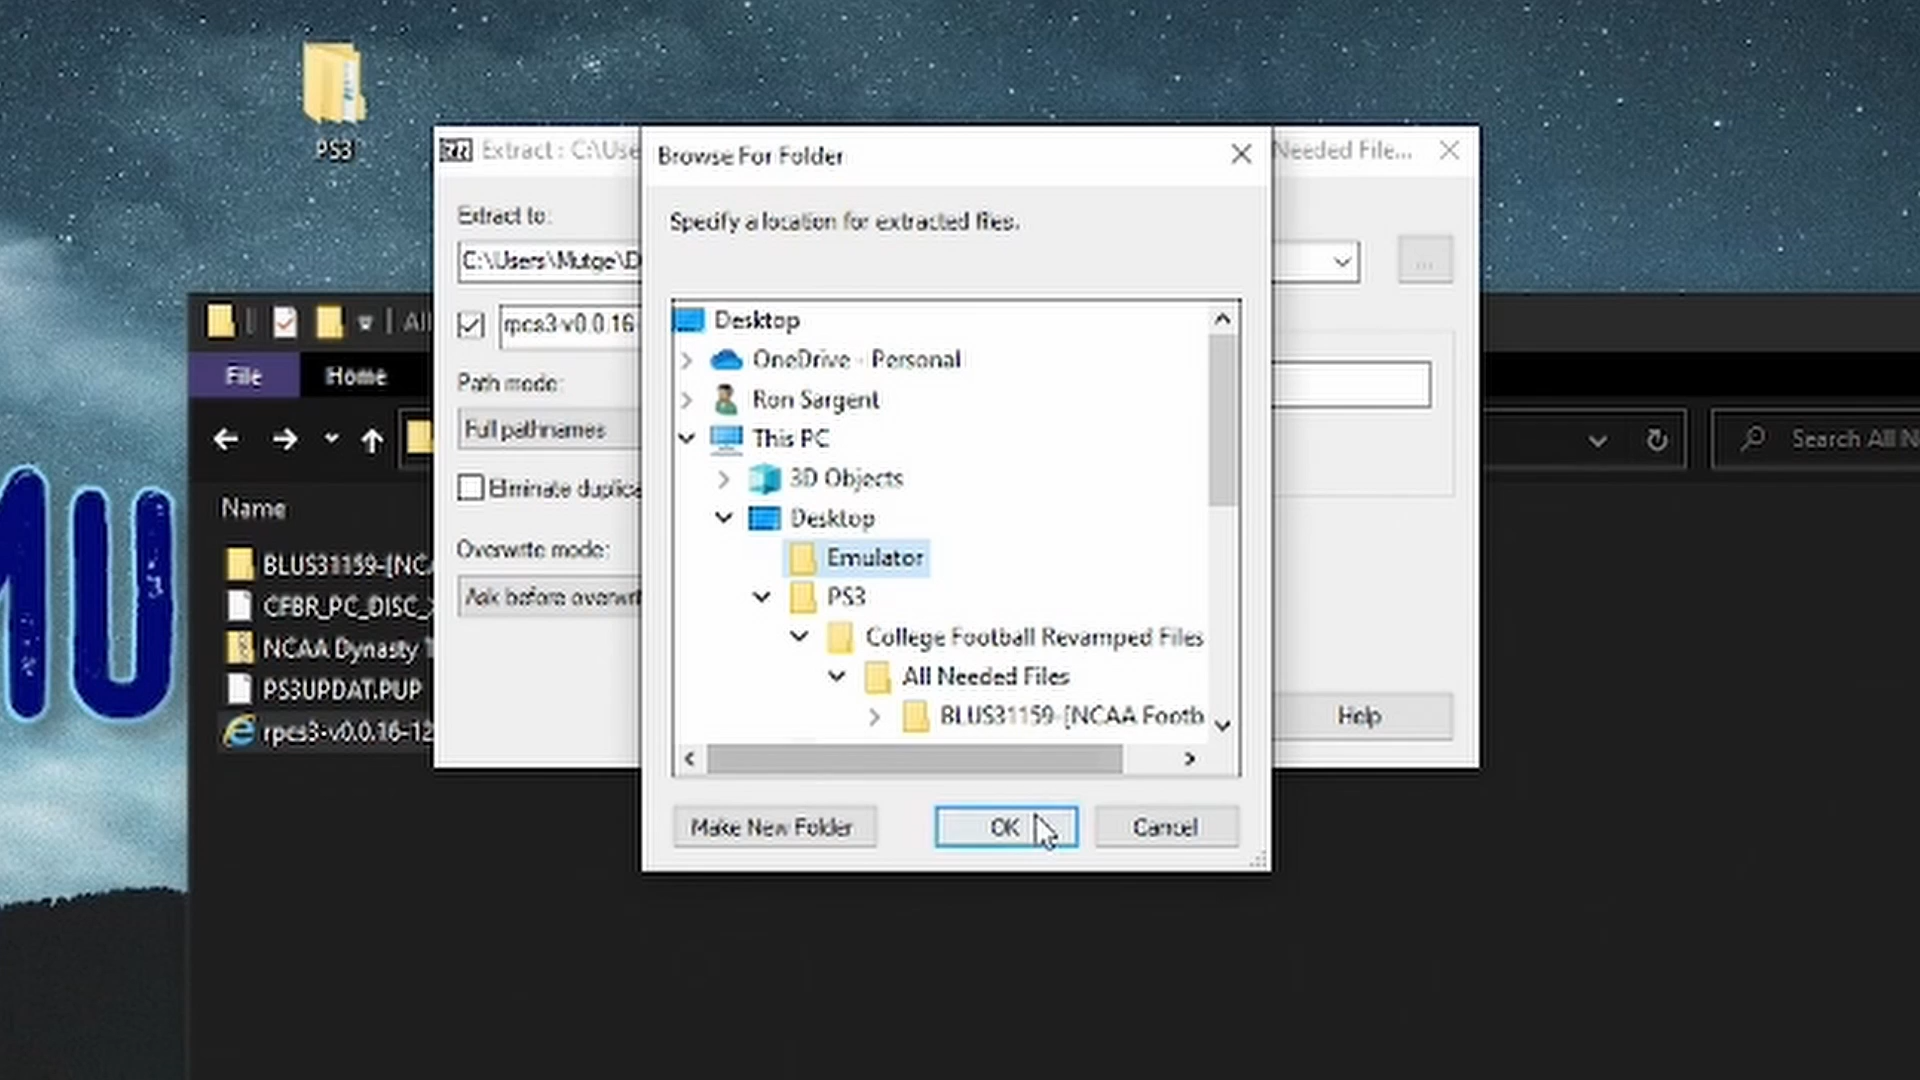 PS3
Extract : C:\Use
Needed File...
Browse For Folder
Specify a location for extracted files.
Extract to:
C:\Users\Mutge\D
...
rpcs3-v0.0.16-
Path mode:
Full pathnames
Eliminate duplica
Overwrite mode:
Ask before overwri
Help
Desktop
OneDrive - Personal
Ron Sargent
This PC
3D Objects
Desktop
Emulator
PS3
College Football Revamped Files
All Needed Files
BLUS31159-[NCAA Footb
Make New Folder
OK
Cancel
All
File
Home
Search All N
Name
BLUS31159-[NCA
CFBR_PC_DISC_
NCAA Dynasty
PS3UPDAT.PUP
rpcs3-v0.0.16-12
MU